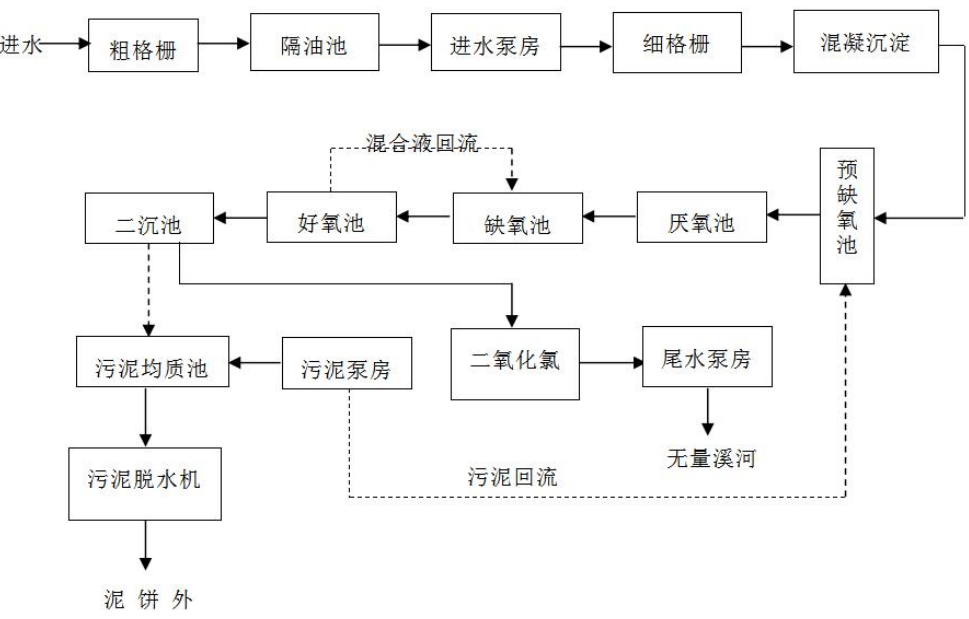 进水
粗格栅
隔油池
进水泵房
细格栅
混凝沉淀
混合液回流
预缺氧池
二沉池
好氧池
缺氧池
厌氧池
污泥均质池
污泥泵房
二氧化氯
尾水泵房
无量溪河
污泥脱水机
污泥回流
泥饼外